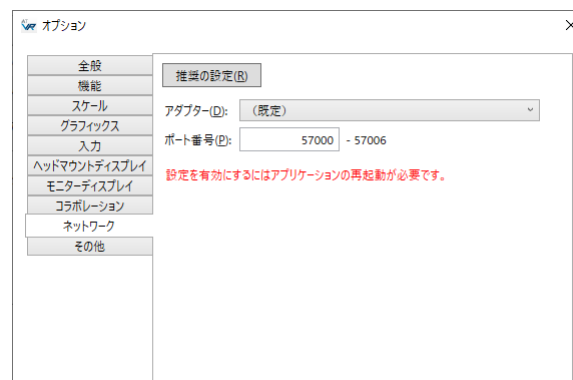 VR オプション
全般
機能
スケール
グラフィックス
入力
ヘッドマウントディスプレイ
モニターディスプレイ
コラボレーション
ネットワーク
その他
推奨の設定(R)
アダプター(D): （既定）
ポート番号(P): 57000 - 57006
設定を有効にするにはアプリケーションの再起動が必要です。